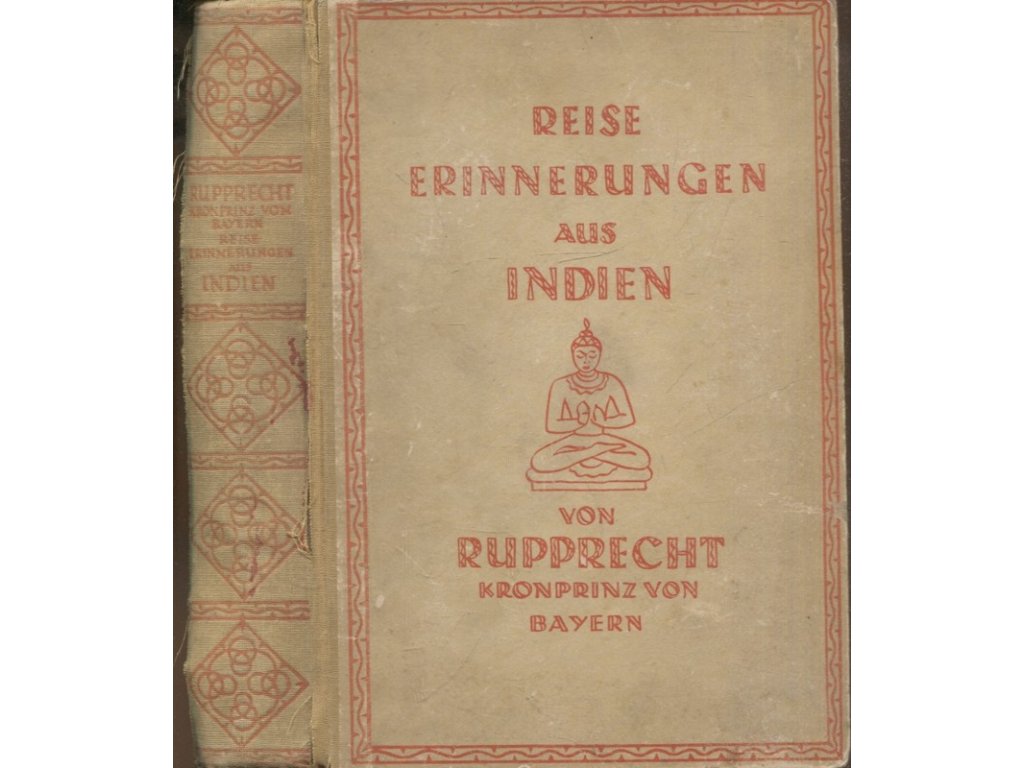 RUPPRECHT
KRONPRINZ VON
BAYERN
REISE
ERINNERUNGEN
AUS
INDIEN
REISE
ERINNERUNGEN
AUS
INDIEN
VON
RUPPRECHT
KRONPRINZ VON
BAYERN